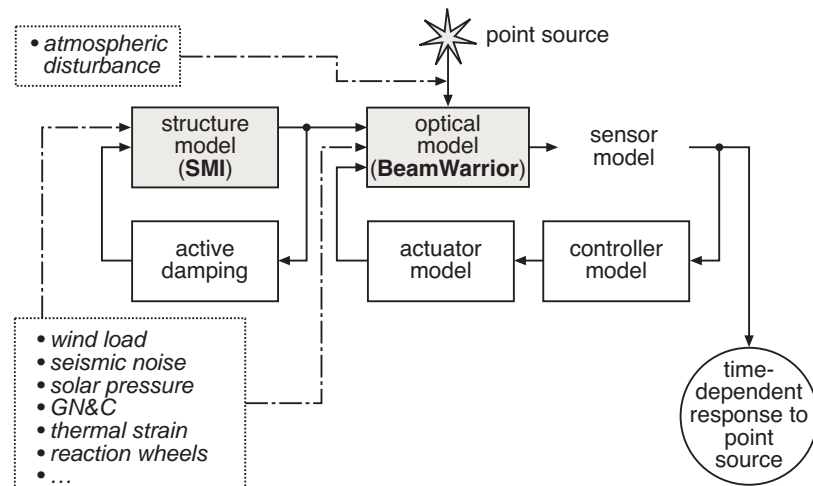 • atmospheric
disturbance
point source
structure
model
(SMI)
optical
model
(BeamWarrior)
sensor
model
active
damping
actuator
model
controller
model
• wind load
• seismic noise
• solar pressure
• GN&C
• thermal strain
• reaction wheels
• ...
time-
dependent
response to
point
source